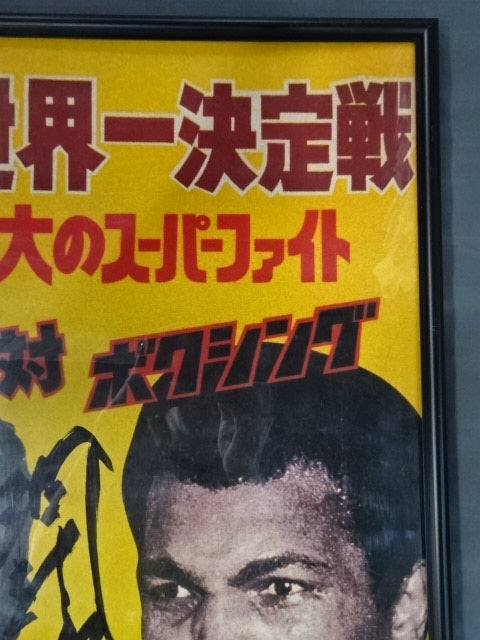 世界一決定戦
大のスーパーファイト
対 ボクシング